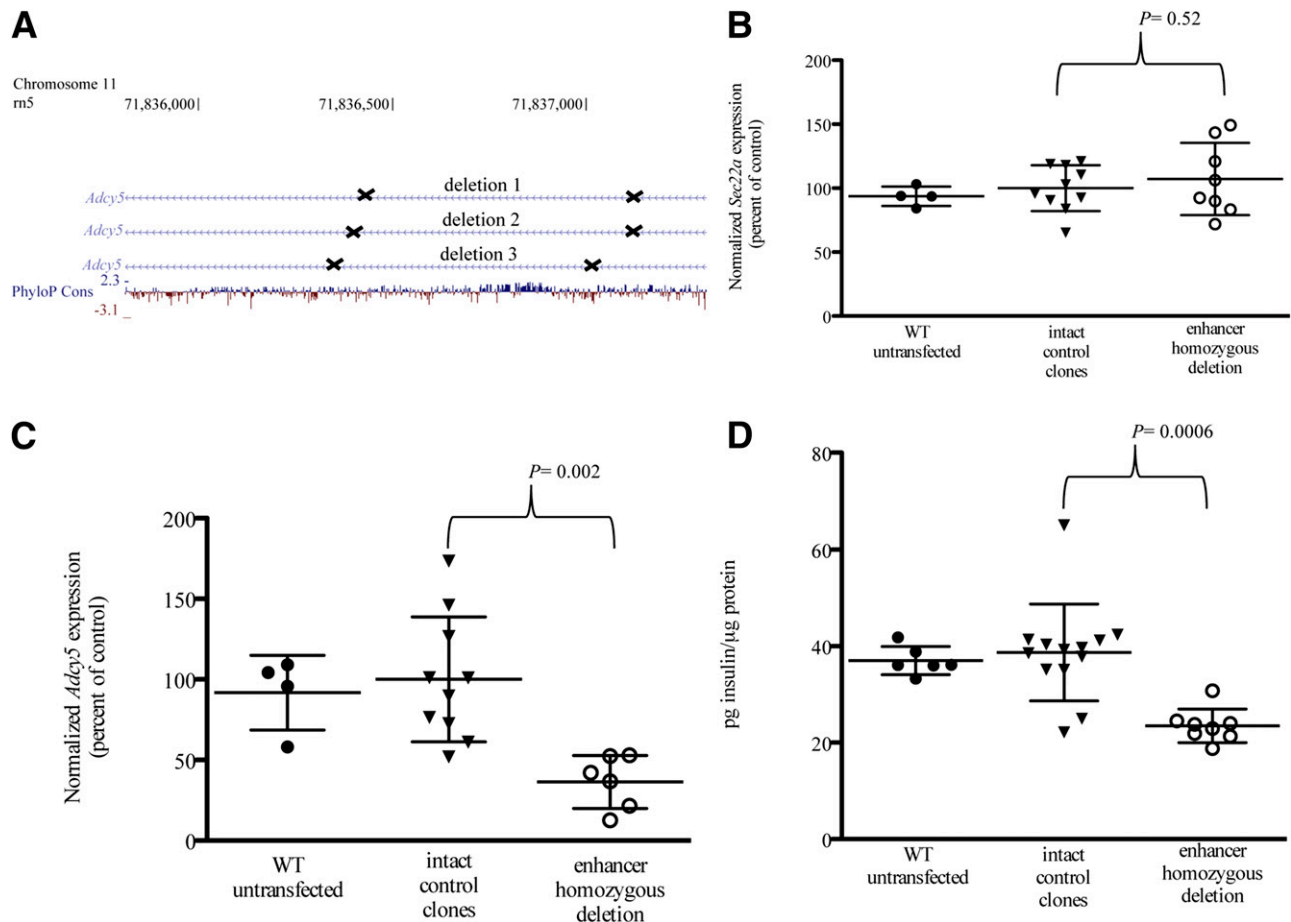 A
Chromosome 11
rn5
71,836,000|
71,836,500|
71,837,000|
Adcy5
deletion 1
Adcy5
deletion 2
Adcy5
deletion 3
PhyloP Cons
2.3 -
-3.1 _
B
P= 0.52
Normalized Sec22a expression
(percent of control)
200
150
100
50
0
WT
untransfected
intact
control
clones
enhancer
homozygous
deletion
C
P= 0.002
Normalized Adcy5 expression
(percent of control)
200
150
100
50
0
WT
untransfected
intact
control
clones
enhancer
homozygous
deletion
D
P= 0.0006
pg insulin/µg protein
80
60
40
20
0
WT
untransfected
intact
control
clones
enhancer
homozygous
deletion